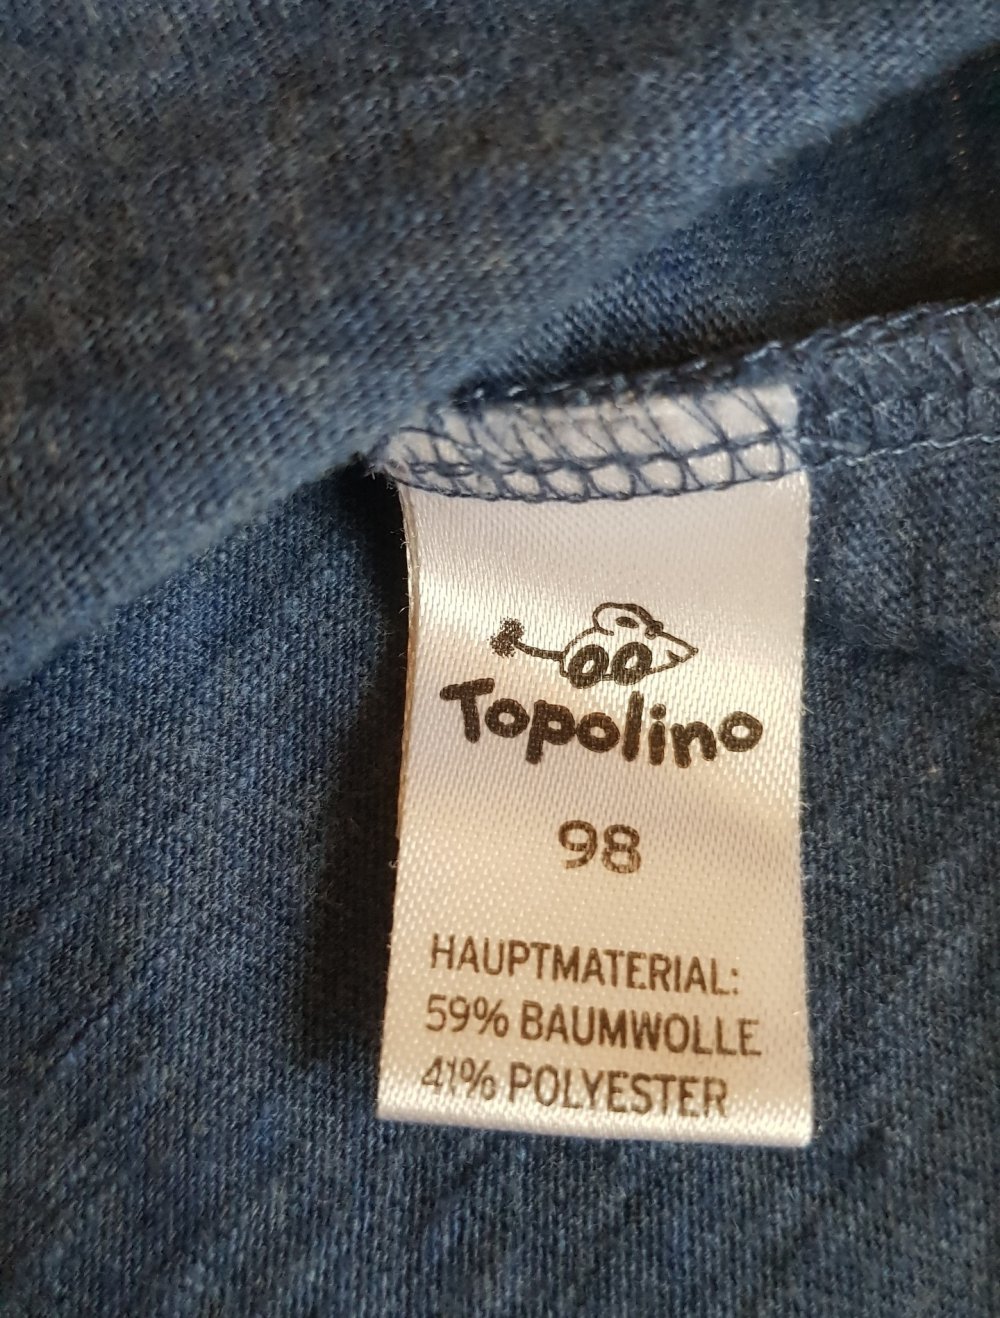 Topolino
98
HAUPTMATERIAL:
59% BAUMWOLLE
41% POLYESTER